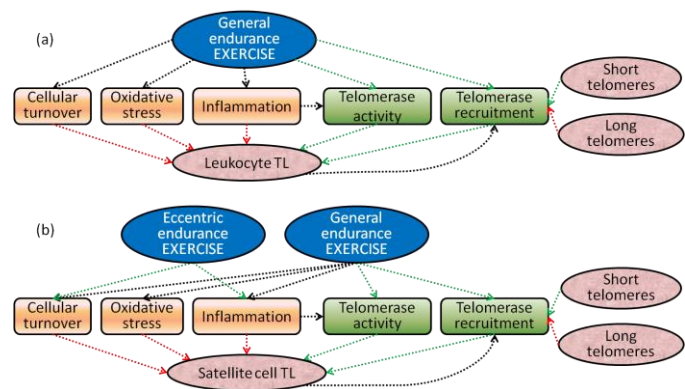 (a)
General
endurance
EXERCISE
Cellular
turnover
Oxidative
stress
Inflammation
Telomerase
activity
Telomerase
recruitment
Short
telomeres
Long
telomeres
Leukocyte TL
(b)
Eccentric
endurance
EXERCISE
General
endurance
EXERCISE
Cellular
turnover
Oxidative
stress
Inflammation
Telomerase
activity
Telomerase
recruitment
Short
telomeres
Long
telomeres
Satellite cell TL